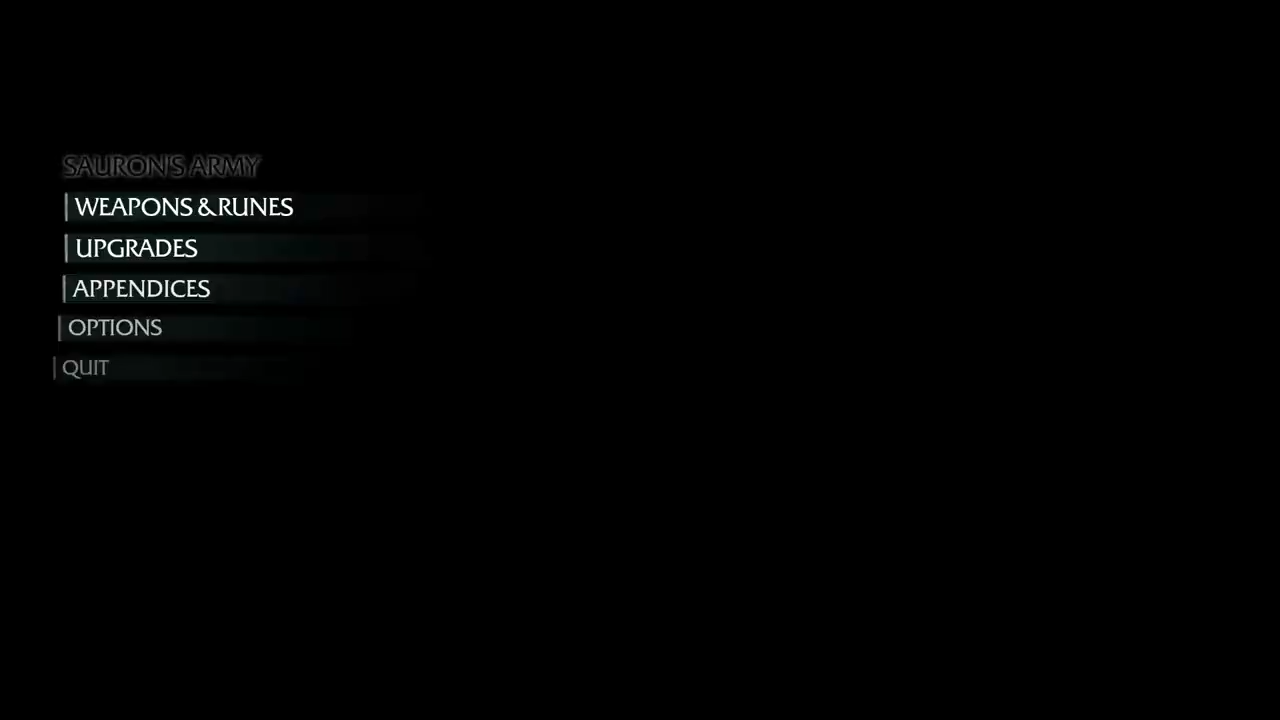 SAURON'S ARMY
WEAPONS & RUNES
UPGRADES
APPENDICES
OPTIONS
QUIT